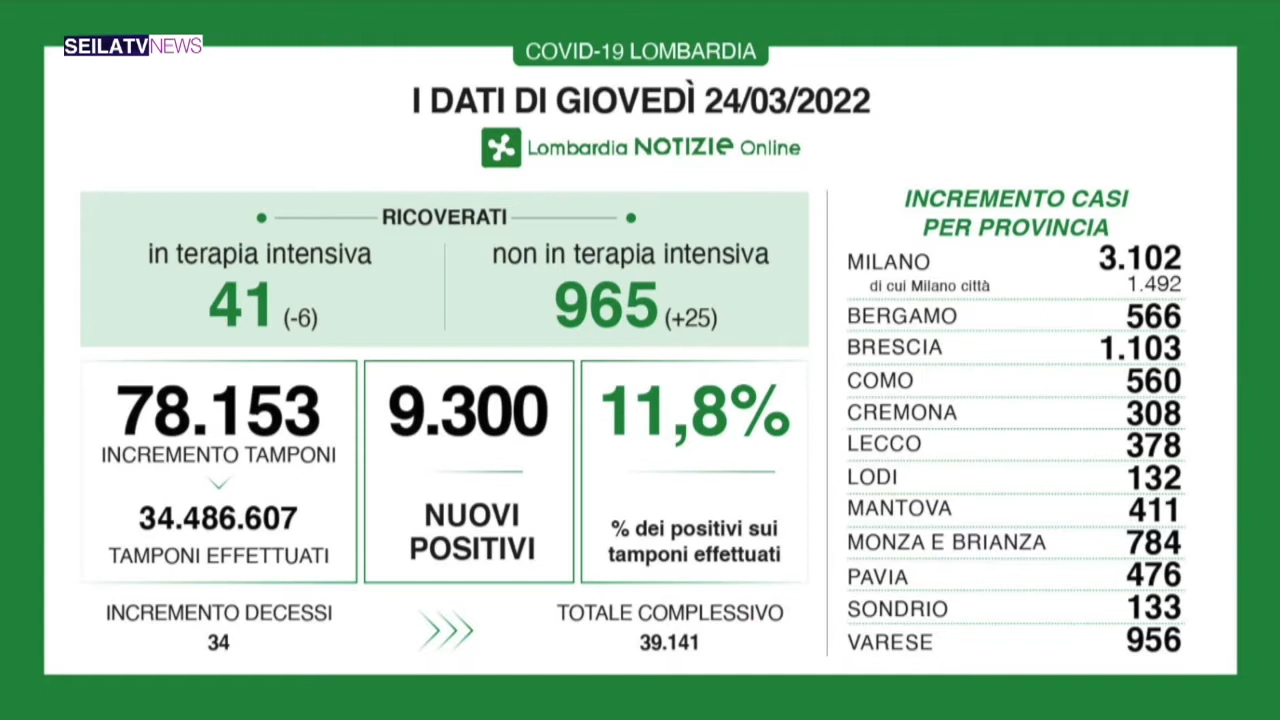 SEILATVNEWS
COVID-19 LOMBARDIA
I DATI DI GIOVEDÌ 24/03/2022
Lombardia NOTIZIE Online
RICOVERATI
in terapia intensiva
41 (-6)
non in terapia intensiva
965 (+25)
78.153
INCREMENTO TAMPONI
34.486.607
TAMPONI EFFETTUATI
9.300
NUOVI
POSITIVI
11,8%
% dei positivi sui
tamponi effettuati
INCREMENTO DECESSI
34
TOTALE COMPLESSIVO
39.141
INCREMENTO CASI
PER PROVINCIA
MILANO 3.102
di cui Milano città 1.492
BERGAMO 566
BRESCIA 1.103
COMO 560
CREMONA 308
LECCO 378
LODI 132
MANTOVA 411
MONZA E BRIANZA 784
PAVIA 476
SONDRIO 133
VARESE 956